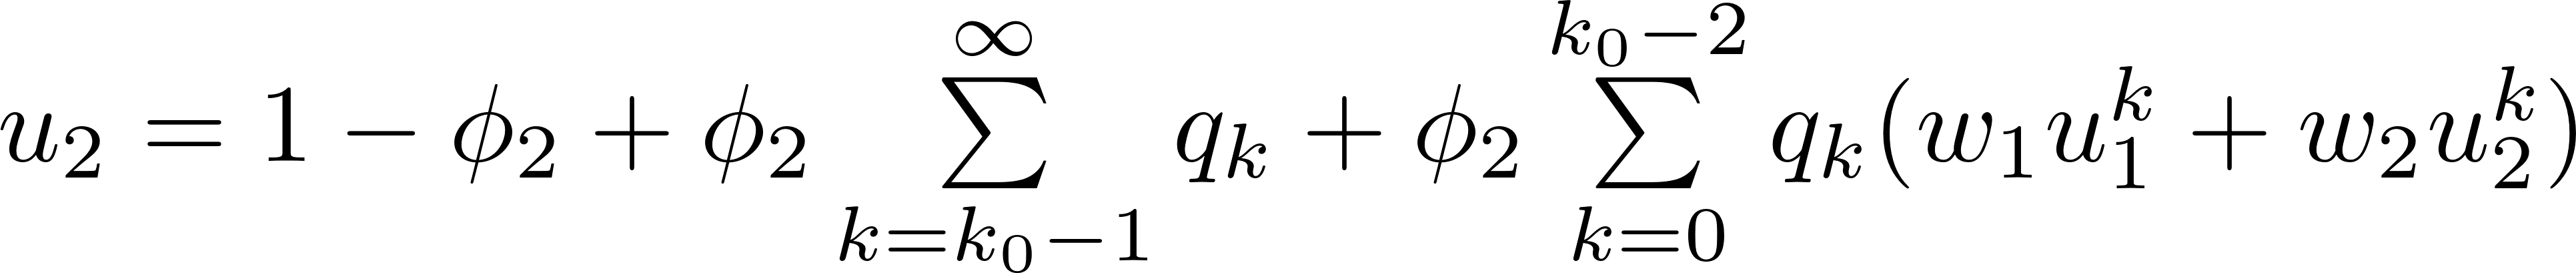 u_2 = 1 - \phi_2 + \phi_2 \sum_{k=k_0-1}^{\infty} q_k + \phi_2 \sum_{k=0}^{k_0-2} q_k (w_1 u_1^k + w_2 u_2^k)